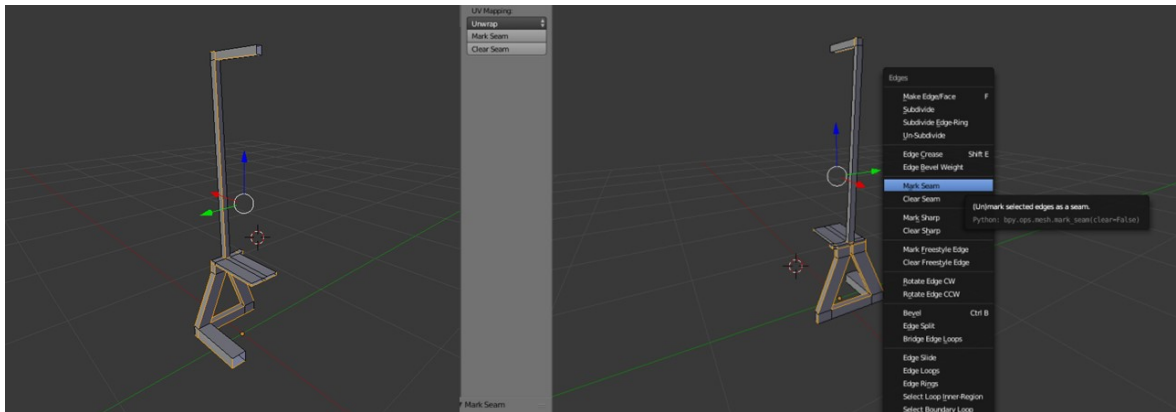 UV Mapping:
Unwrap
Mark Seam
Clear Seam
Mark Seam
Edges
Make Edge/Face F
Subdivide
Subdivide Edge-Ring
Un-Subdivide
Edge Crease Shift E
Edge Bevel Weight
Mark Seam
Clear Seam
(Un)mark selected edges as a seam.
Python: bpy.ops.mesh.mark_seam(clear=False)
Mark Sharp
Clear Sharp
Mark Freestyle Edge
Clear Freestyle Edge
Rotate Edge CW
Rotate Edge CCW
Bevel Ctrl B
Edge Split
Bridge Edge Loops
Edge Slide
Edge Loops
Edge Rings
Select Loop Inner-Region
Select Boundary Loop